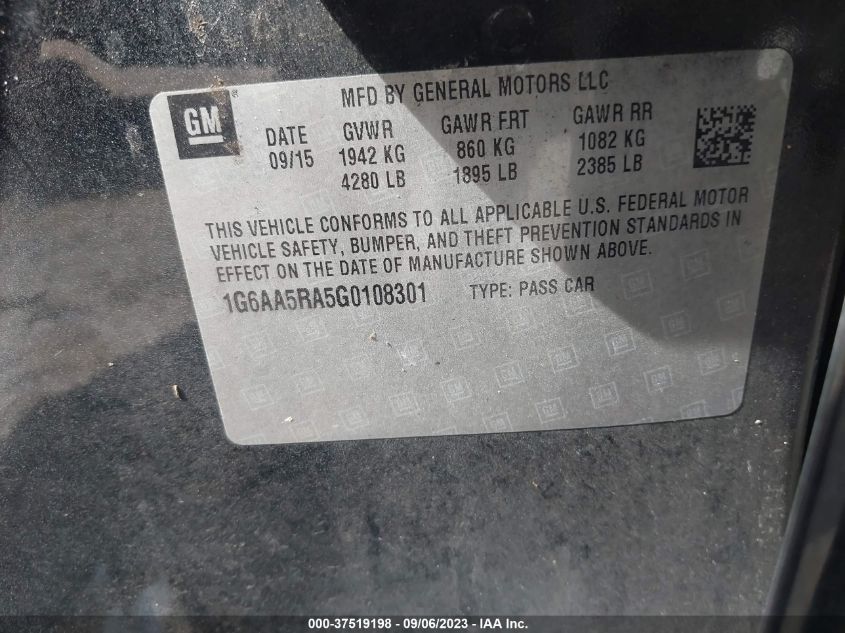 MFD BY GENERAL MOTORS LLC
GM
DATE GVWR GAWR FRT GAWR RR
09/15 1942 KG 860 KG 1082 KG
4280 LB 1895 LB 2385 LB
THIS VEHICLE CONFORMS TO ALL APPLICABLE U.S. FEDERAL MOTOR
VEHICLE SAFETY, BUMPER, AND THEFT PREVENTION STANDARDS IN
EFFECT ON THE DATE OF MANUFACTURE SHOWN ABOVE.
1G6AA5RA5G0108301 TYPE: PASS CAR
000-37519198 - 09/06/2023 - IAA Inc.